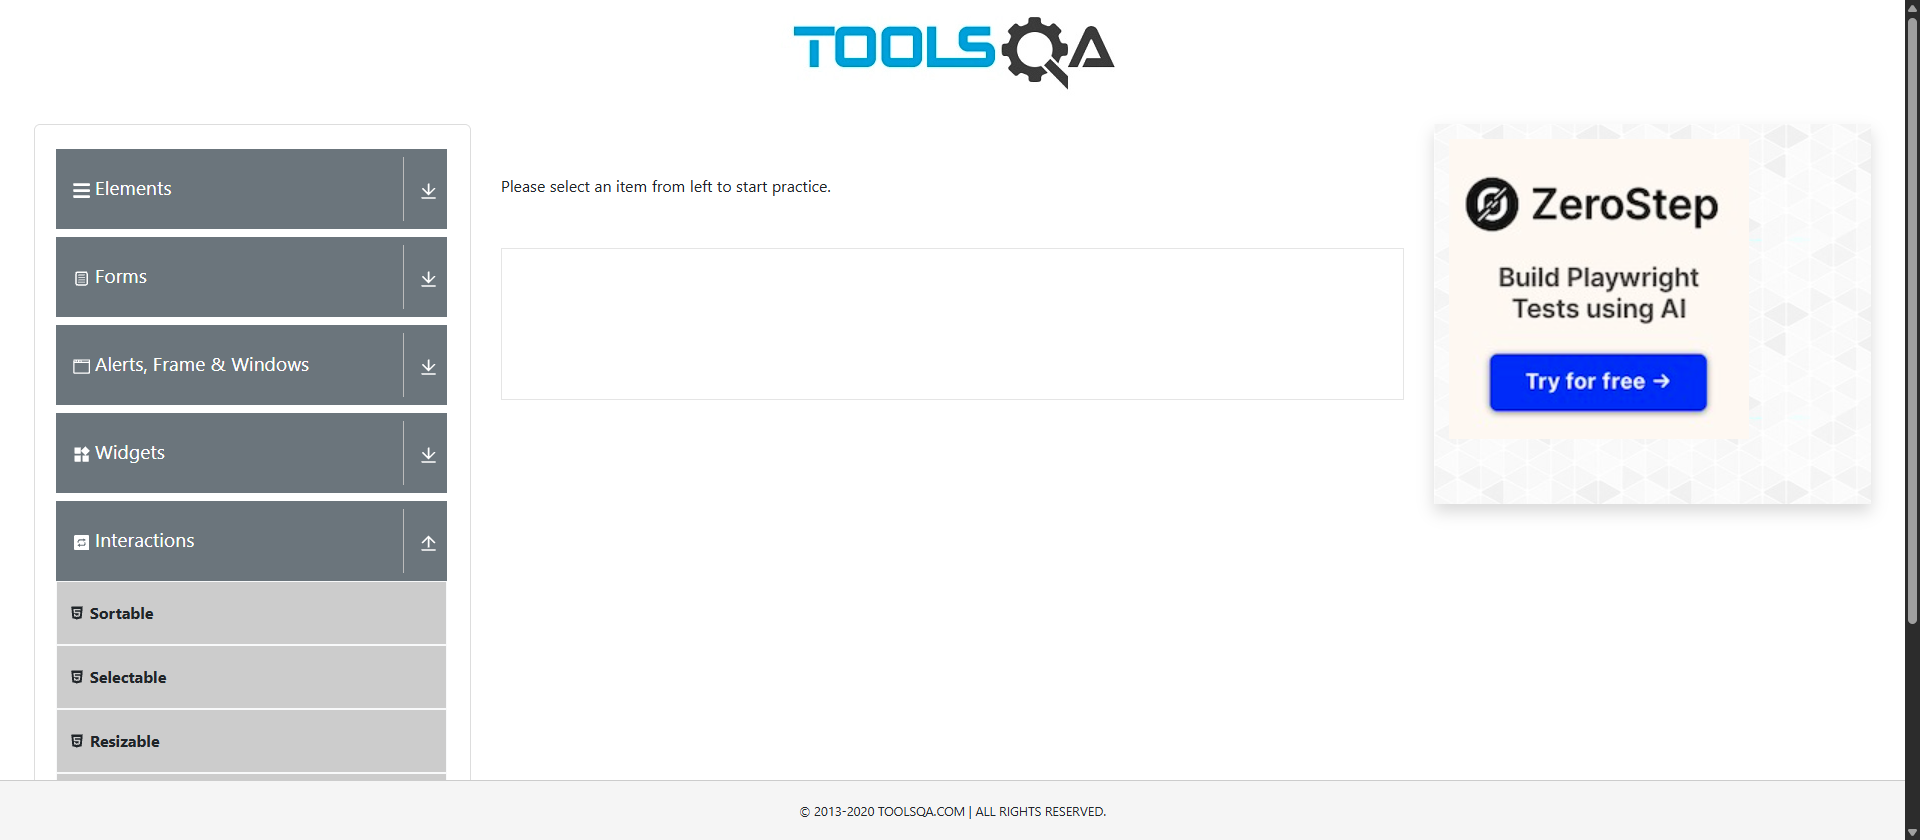 TOOLSQA
Elements
Forms
Alerts, Frame & Windows
Widgets
Interactions
Sortable
Selectable
Resizable
Please select an item from left to start practice.
ZeroStep
Build Playwright
Tests using AI
Try for free →
© 2013-2020 TOOLSQA.COM | ALL RIGHTS RESERVED.